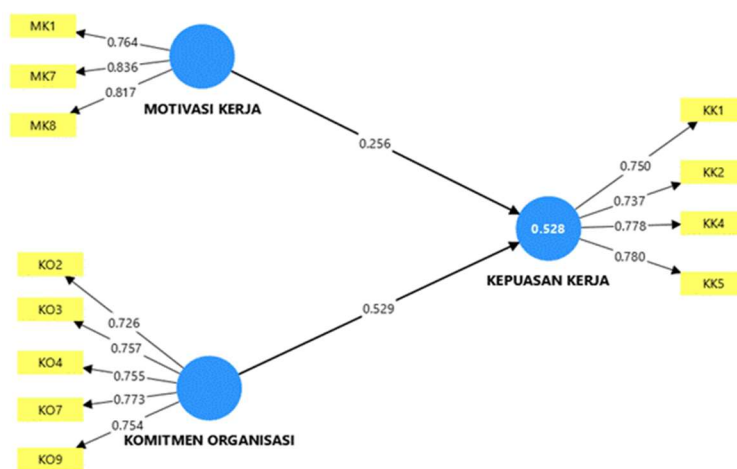 MK1
0.764
MK7
0.836
0.817
MK8
MOTIVASI KERJA
0.256
KK1
0.750
KK2
0.737
0.528
0.778
KK4
0.780
KK5
KEPUASAN KERJA
KO2
KO3
0.726
0.757
KO4
0.755
0.529
KO7
0.773
0.754
KO9
KOMITMEN ORGANISASI